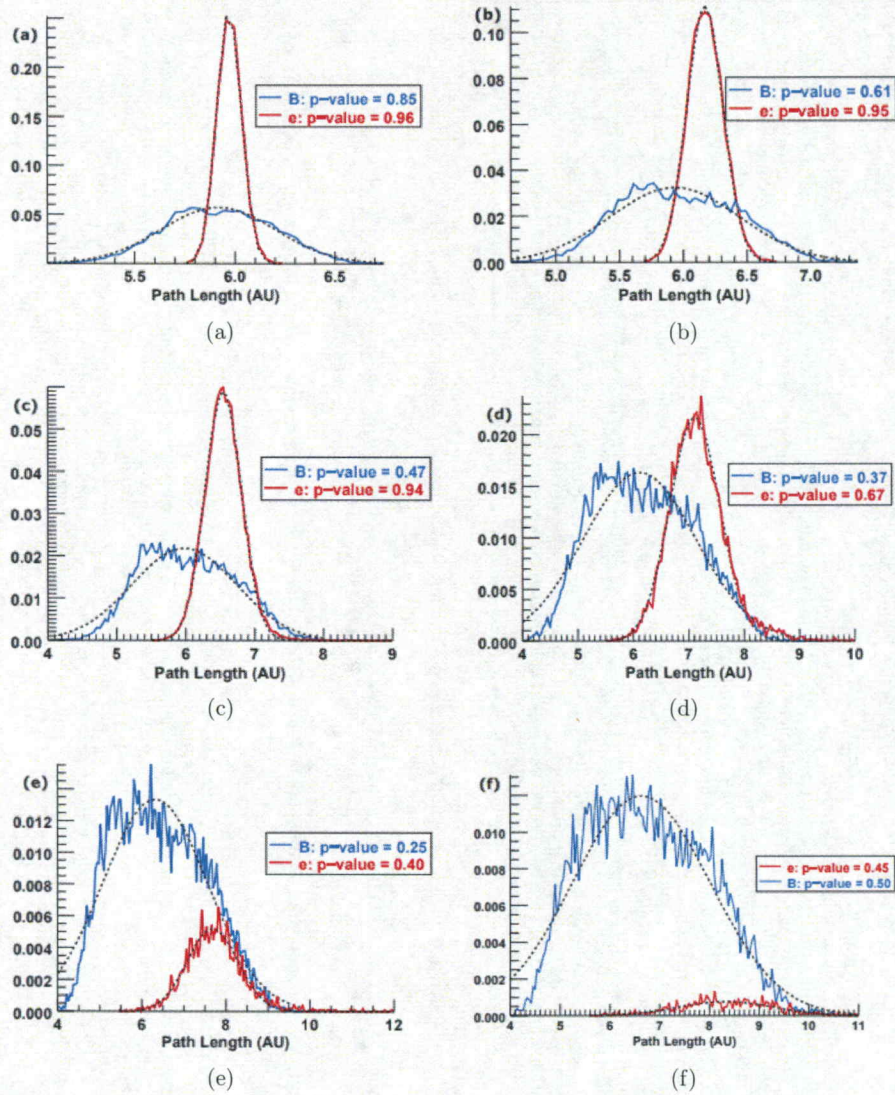 (a)
0.20
0.15
0.10
0.05
B: p-value = 0.85
e: p-value = 0.96
5.5 6.0 6.5
Path Length (AU)
(a)
(b)
0.10
0.08
0.06
0.04
0.02
0.00
B: p-value = 0.61
e: p-value = 0.95
5.0 5.5 6.0 6.5 7.0
Path Length (AU)
(b)
(c)
0.05
0.04
0.03
0.02
0.01
0.00
B: p-value = 0.47
e: p-value = 0.94
4 5 6 7 8 9
Path Length (AU)
(c)
(d)
0.020
0.015
0.010
0.005
0.000
B: p-value = 0.37
e: p-value = 0.67
4 5 6 7 8 9 10
Path Length (AU)
(d)
(e)
0.012
0.010
0.008
0.006
0.004
0.002
0.000
B: p-value = 0.25
e: p-value = 0.40
4 6 8 10 12
Path Length (AU)
(e)
(f)
0.012
0.010
0.008
0.006
0.004
0.002
0.000
e: p-value = 0.45
B: p-value = 0.50
4 5 6 7 8 9 10 11
Path Length (AU)
(f)